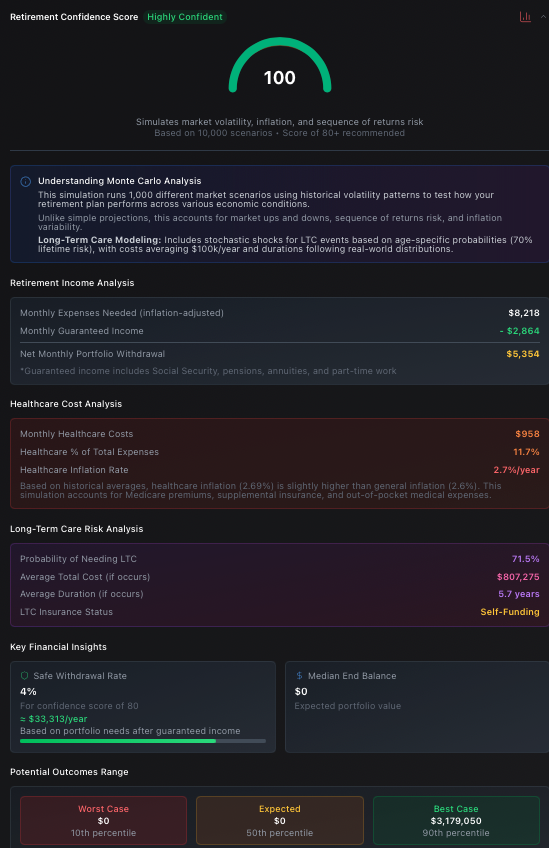 Retirement Confidence Score Highly Confident
100
Simulates market volatility, inflation, and sequence of returns risk
Based on 10,000 scenarios • Score of 80+ recommended
Understanding Monte Carlo Analysis
This simulation runs 1,000 different market scenarios using historical volatility patterns to test how your
retirement plan performs across various economic conditions.
Unlike simple projections, this accounts for market ups and downs, sequence of returns risk, and inflation
variability.
Long-Term Care Modeling: Includes stochastic shocks for LTC events based on age-specific probabilities (70%
lifetime risk), with costs averaging $100k/year and durations following real-world distributions.
Retirement Income Analysis
Monthly Expenses Needed (inflation-adjusted) $8,218
Monthly Guaranteed Income - $2,864
Net Monthly Portfolio Withdrawal $5,354
*Guaranteed income includes Social Security, pensions, annuities, and part-time work
Healthcare Cost Analysis
Monthly Healthcare Costs $958
Healthcare % of Total Expenses 11.7%
Healthcare Inflation Rate 2.7%/year
Based on historical averages, healthcare inflation (2.69%) is slightly higher than general inflation (2.6%). This
simulation accounts for Medicare premiums, supplemental insurance, and out-of-pocket medical expenses.
Long-Term Care Risk Analysis
Probability of Needing LTC 71.5%
Average Total Cost (if occurs) $807,275
Average Duration (if occurs) 5.7 years
LTC Insurance Status Self-Funding
Key Financial Insights
Safe Withdrawal Rate
4%
For confidence score of 80
≈ $33,313/year
Based on portfolio needs after guaranteed income
Median End Balance
$0
Expected portfolio value
Potential Outcomes Range
Worst Case
$0
10th percentile
Expected
$0
50th percentile
Best Case
$3,179,050
90th percentile